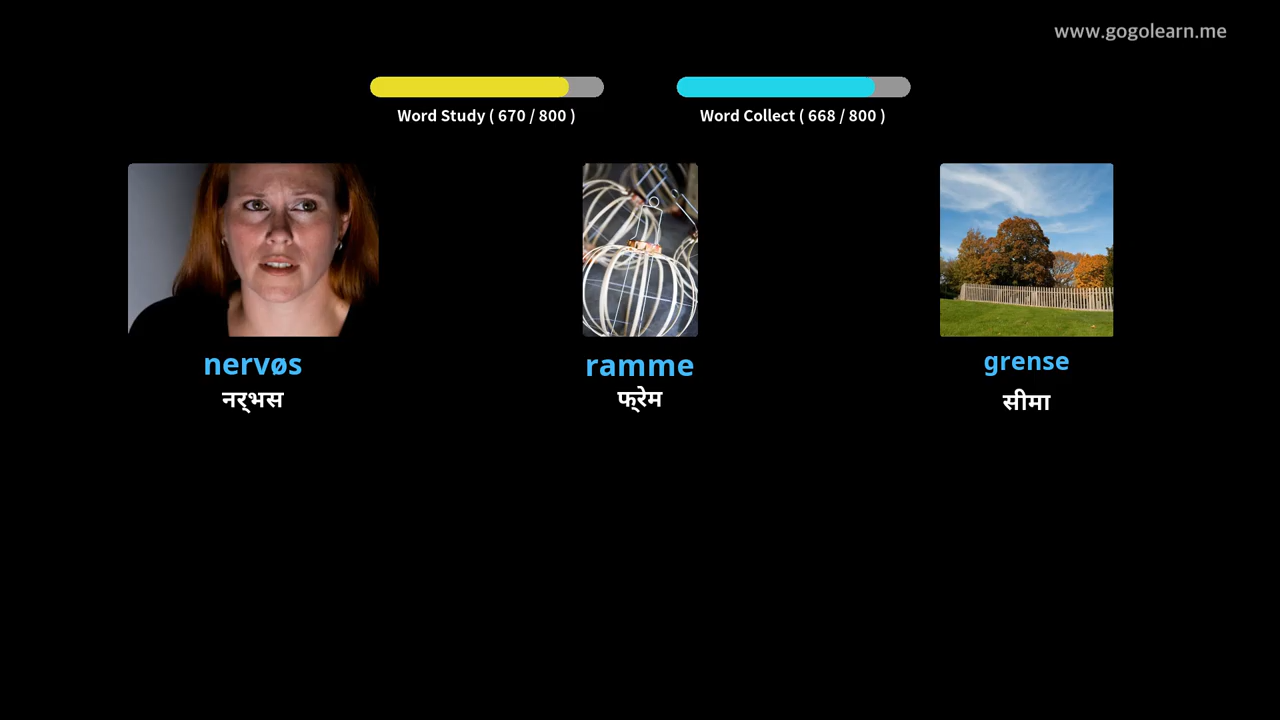 www.gogolearn.me
Word Study ( 670 / 800 )
Word Collect ( 668 / 800 )
nervøs
ramme
grense
नर्भस
फ्रेम
सीमा